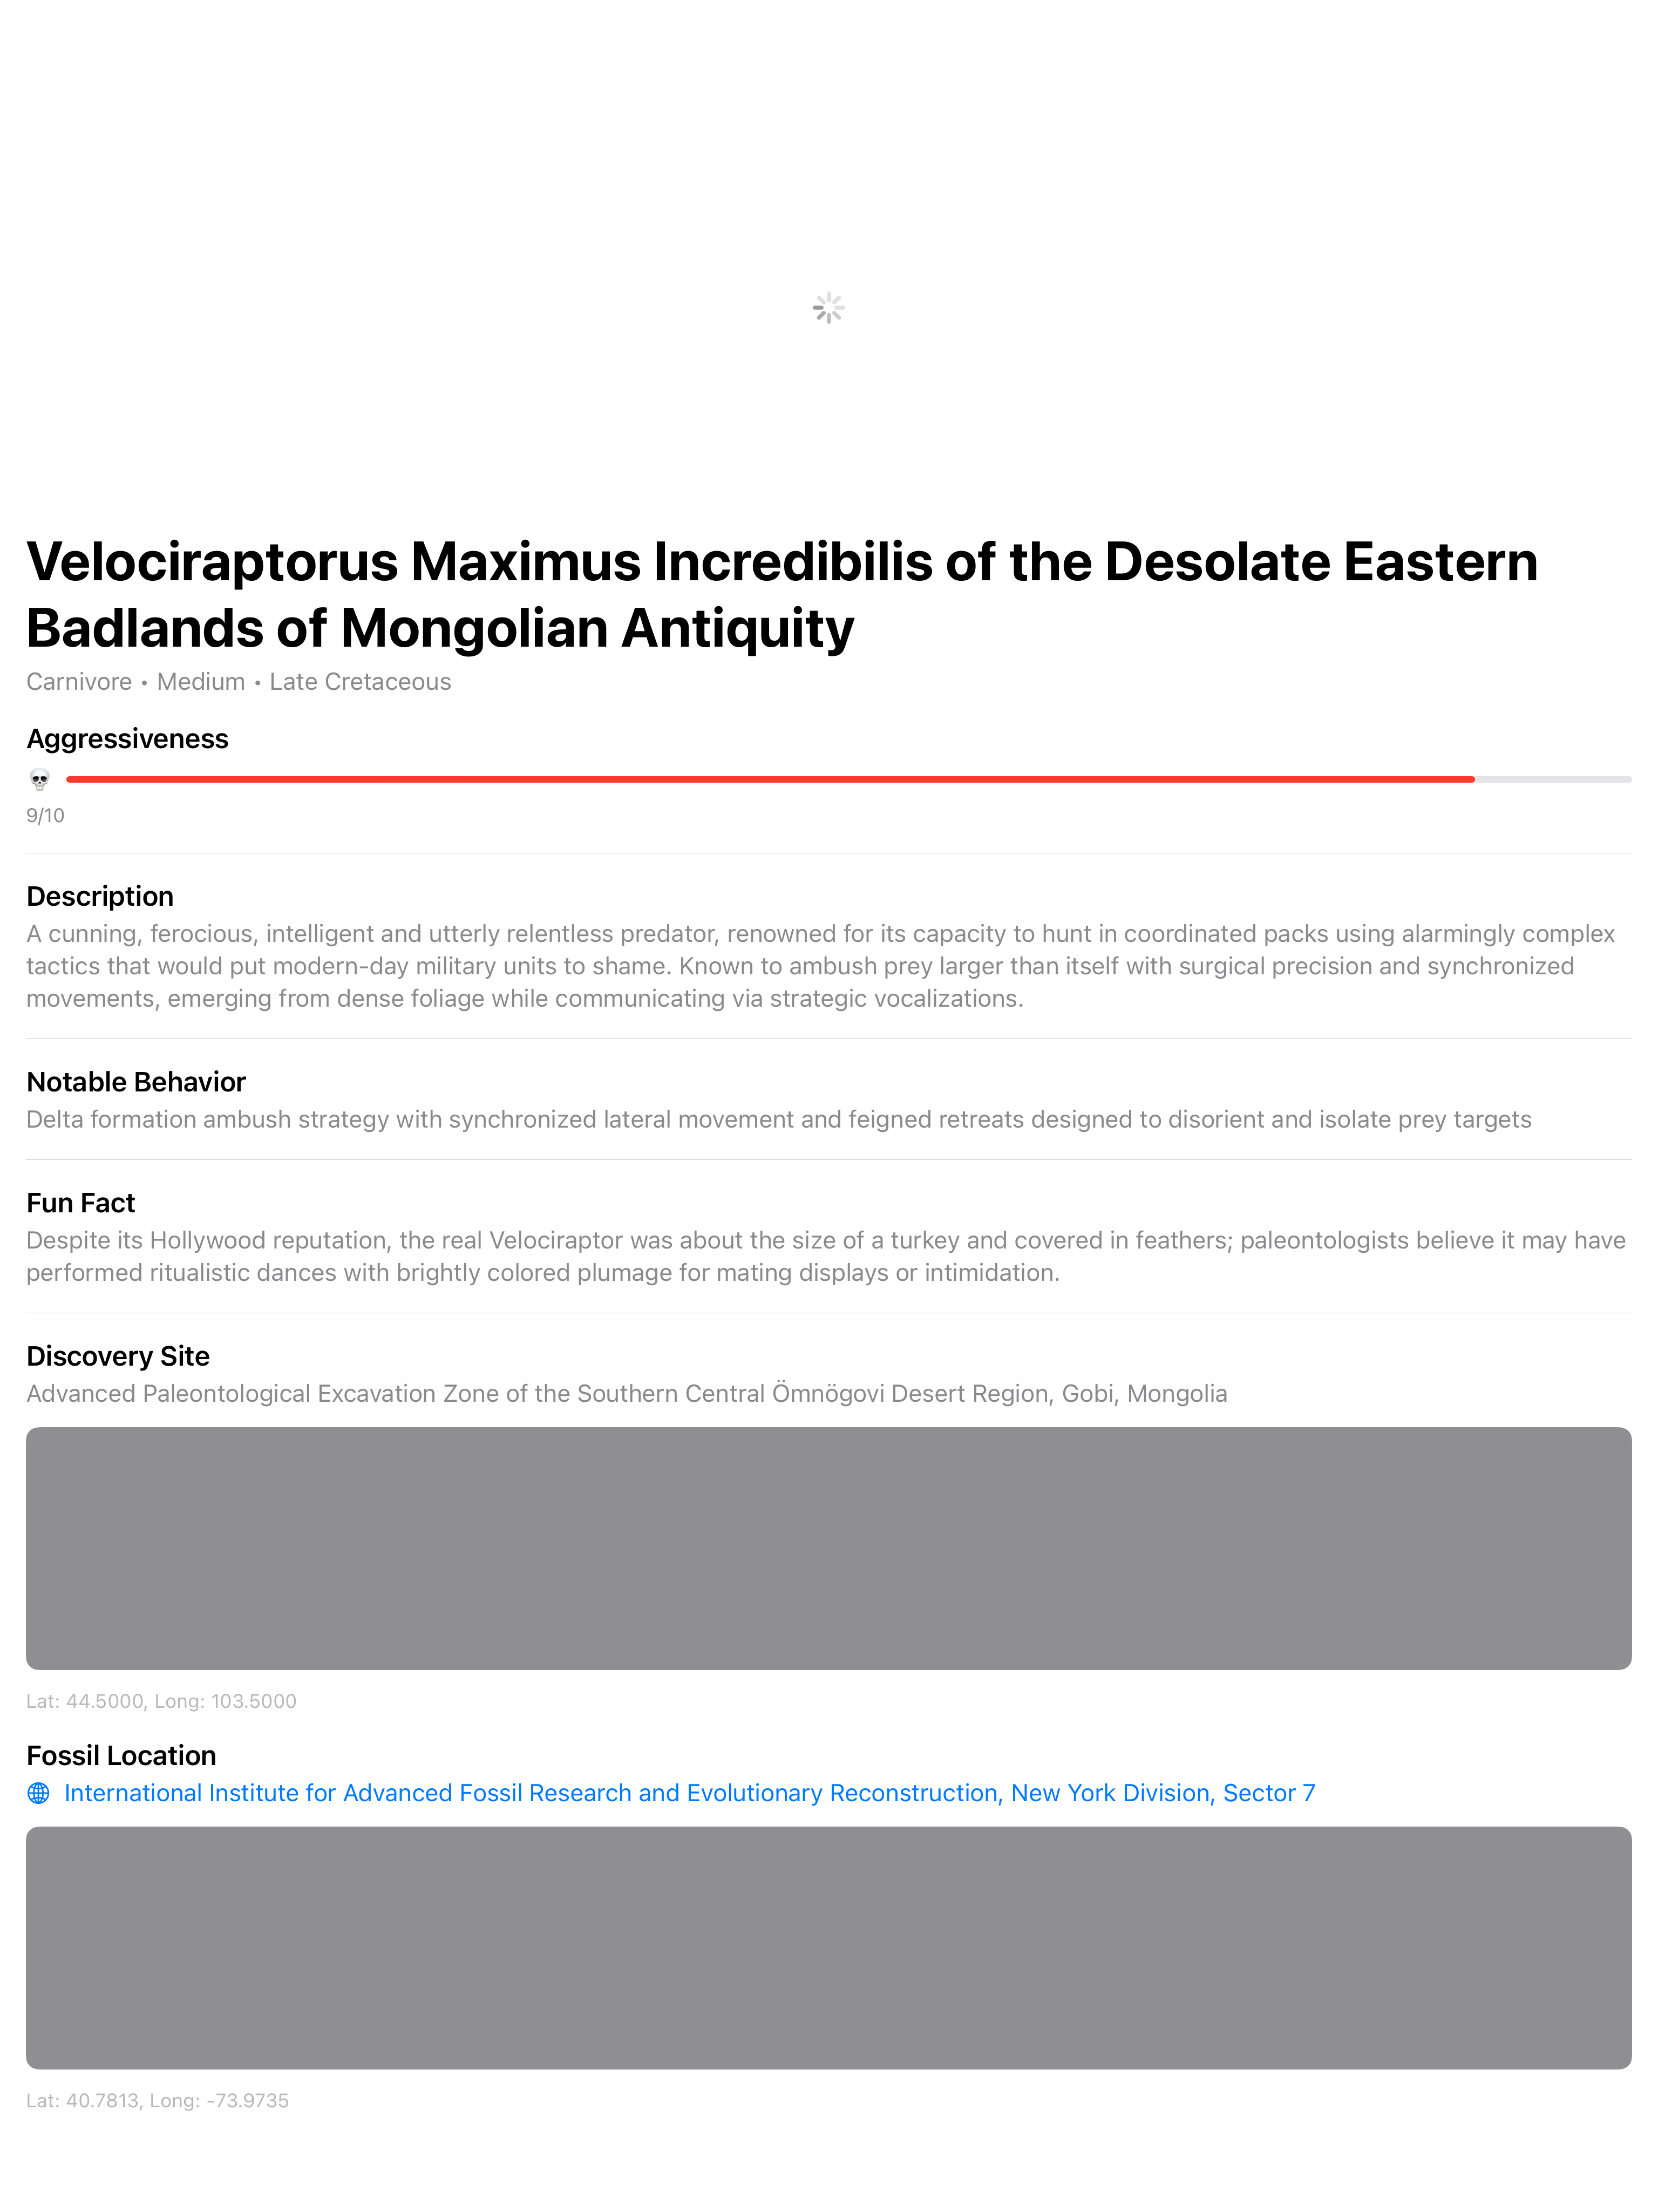 Velociraptorus Maximus Incredibilis of the Desolate Eastern
Badlands of Mongolian Antiquity
Carnivore • Medium • Late Cretaceous
Aggressiveness
9/10
Description
A cunning, ferocious, intelligent and utterly relentless predator, renowned for its capacity to hunt in coordinated packs using alarmingly complex
tactics that would put modern-day military units to shame. Known to ambush prey larger than itself with surgical precision and synchronized
movements, emerging from dense foliage while communicating via strategic vocalizations.
Notable Behavior
Delta formation ambush strategy with synchronized lateral movement and feigned retreats designed to disorient and isolate prey targets
Fun Fact
Despite its Hollywood reputation, the real Velociraptor was about the size of a turkey and covered in feathers; paleontologists believe it may have
performed ritualistic dances with brightly colored plumage for mating displays or intimidation.
Discovery Site
Advanced Paleontological Excavation Zone of the Southern Central Ömnögovi Desert Region, Gobi, Mongolia
Lat: 44.5000, Long: 103.5000
Fossil Location
International Institute for Advanced Fossil Research and Evolutionary Reconstruction, New York Division, Sector 7
Lat: 40.7813, Long: -73.9735